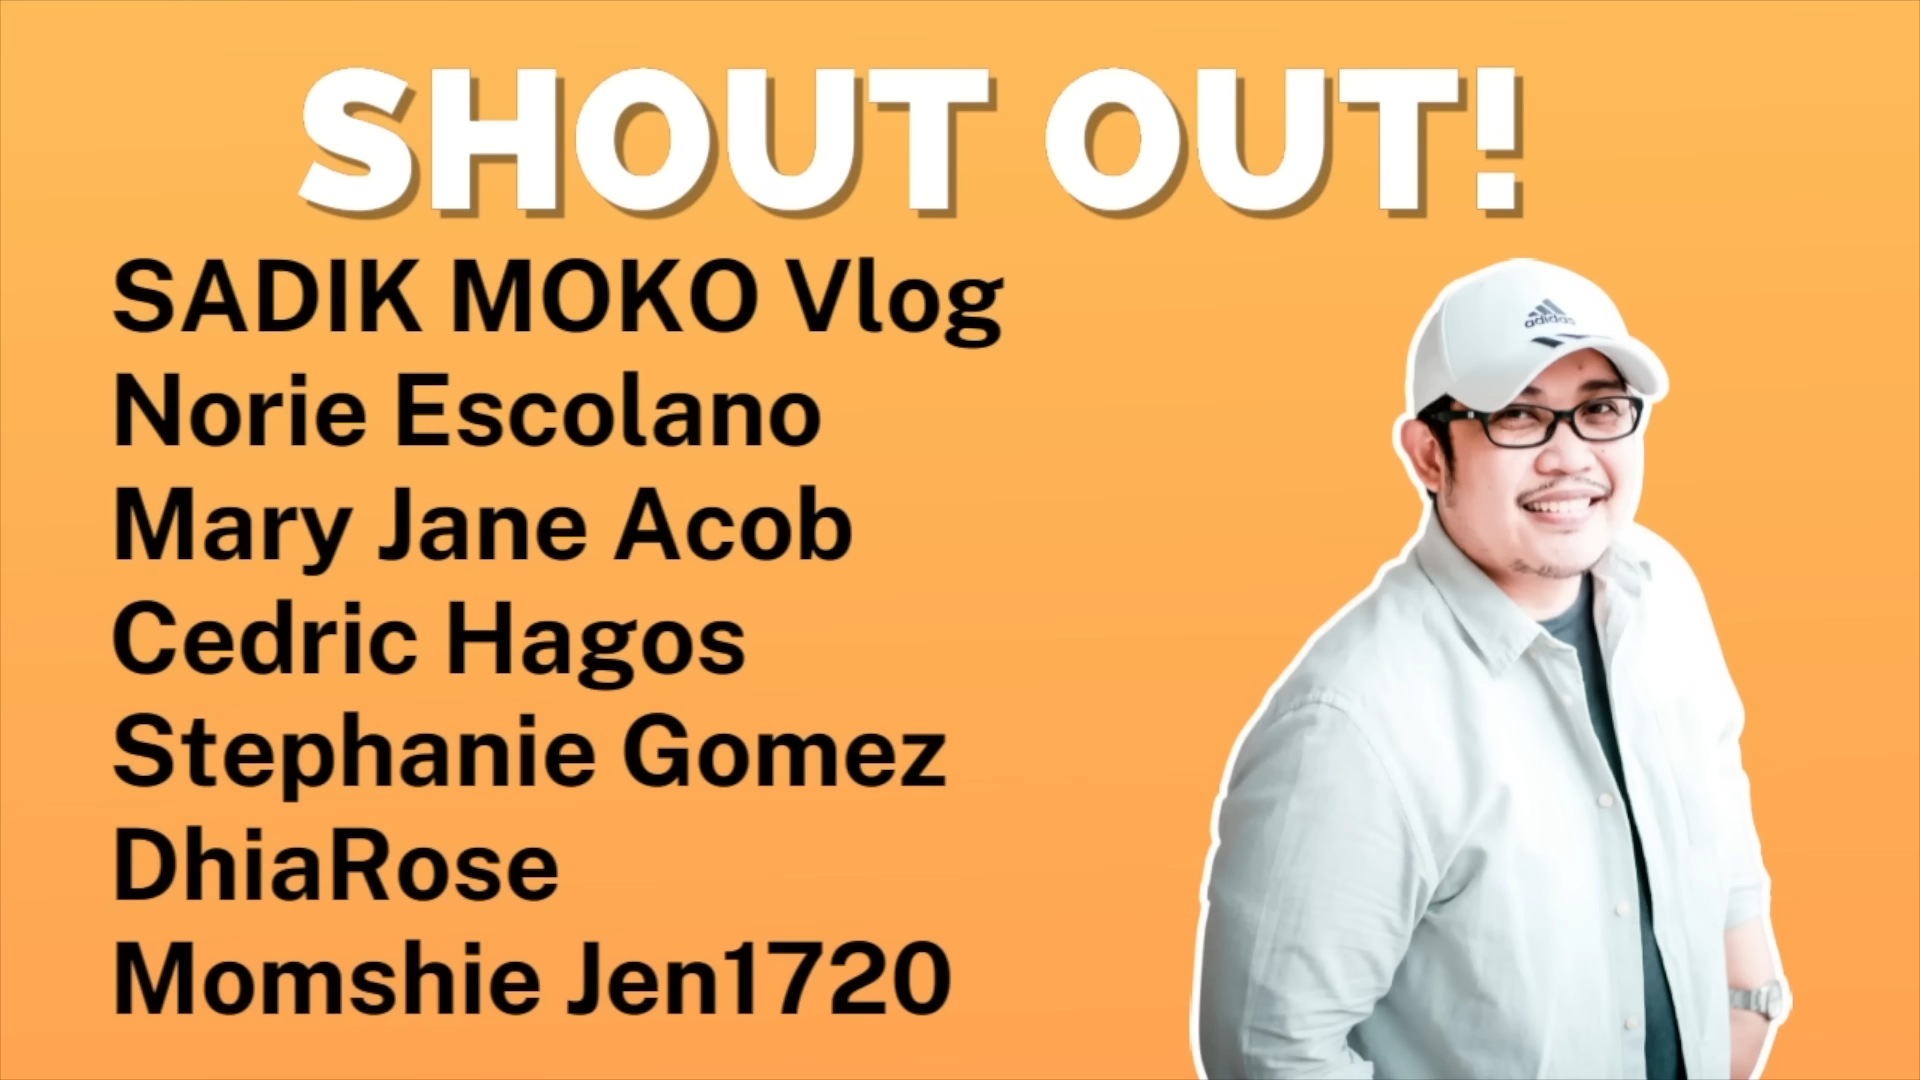 SHOUT OUT!
SADIK MOKO Vlog
Norie Escolano
Mary Jane Acob
Cedric Hagos
Stephanie Gomez
DhiaRose
Momshie Jen1720
adidas